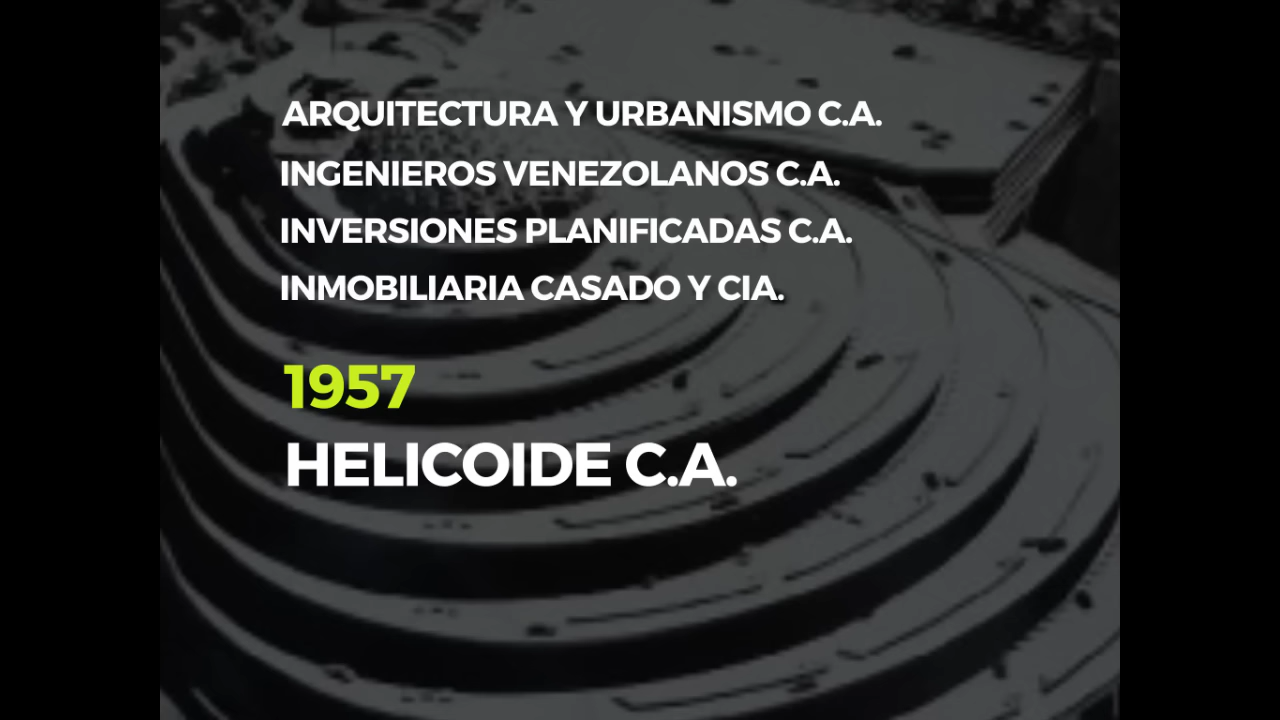 ARQUITECTURA Y URBANISMO C.A.
INGENIEROS VENEZOLANOS C.A.
INVERSIONES PLANIFICADAS C.A.
INMOBILIARIA CASADO Y CIA.
1957
HELICOIDE C.A.